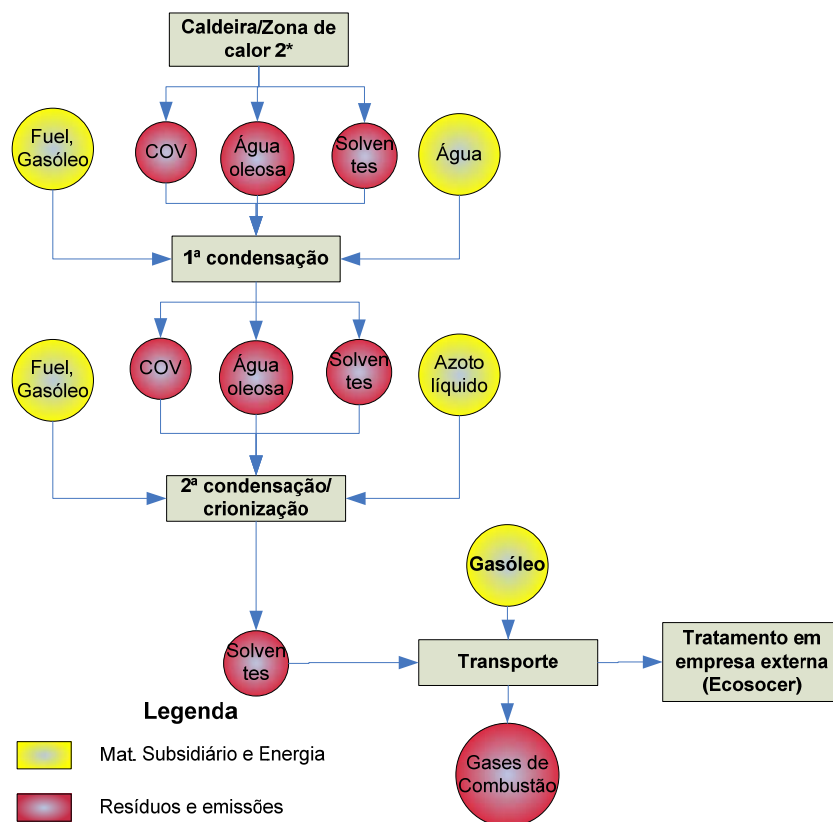 Caldeira/Zona de
calor 2*
Fuel,
Gasóleo
COV
Água
oleosa
Solven
tes
Água
1ª condensação
Fuel,
Gasóleo
COV
Água
oleosa
Solven
tes
Azoto
líquido
2ª condensação/
crionização
Gasóleo
Solven
tes
Transporte
Tratamento em
empresa externa
(Ecosocer)
Legenda
Mat. Subsidiário e Energia
Gases de
Combustão
Resíduos e emissões